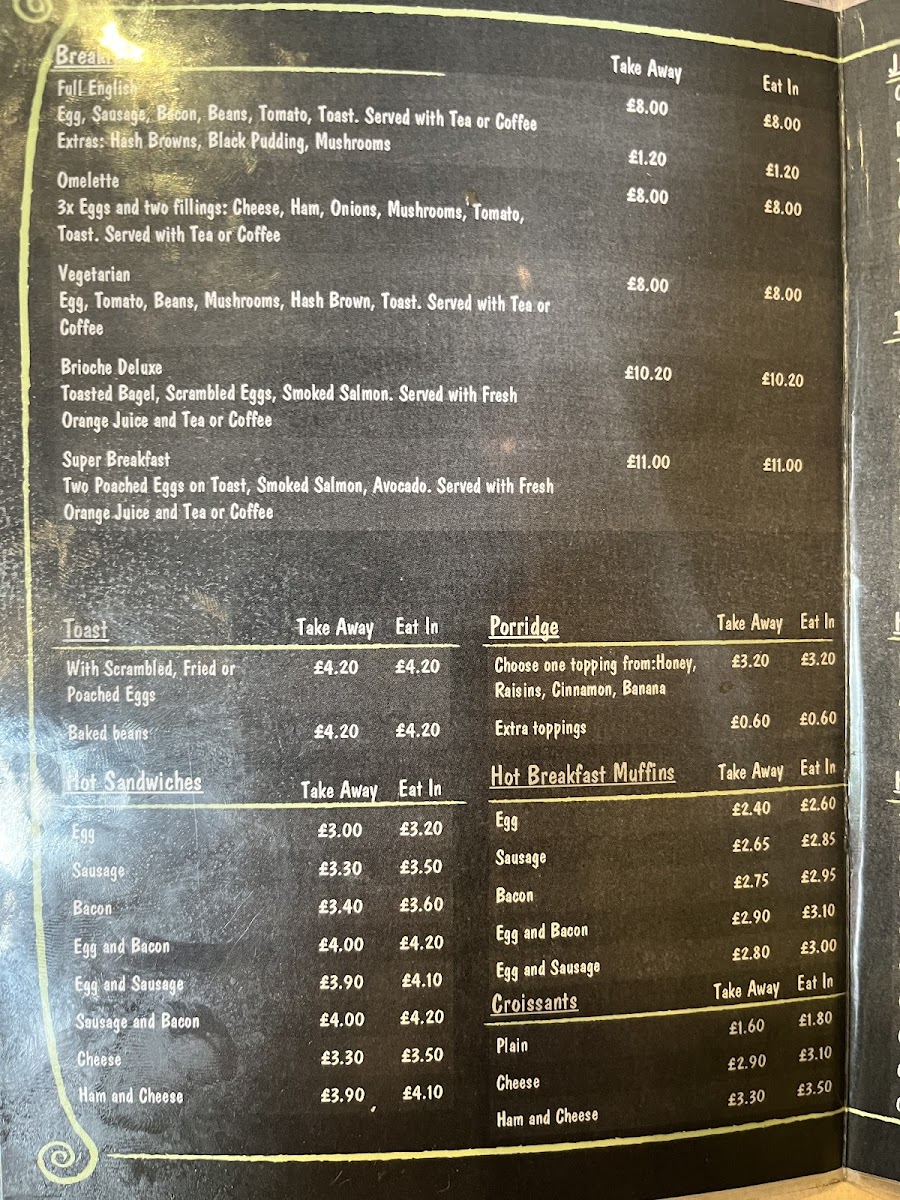 Take Away Eat In
Full English £8.00 £8.00
Egg, Sausage, Bacon, Beans, Tomato, Toast. Served with Tea or Coffee
Extras: Hash Browns, Black Pudding, Mushrooms £1.20 £1.20
Omelette £8.00 £8.00
3x Eggs and two fillings: Cheese, Ham, Onions, Mushrooms, Tomato,
Toast. Served with Tea or Coffee
Vegetarian £8.00 £8.00
Egg, Tomato, Beans, Mushrooms, Hash Brown, Toast. Served with Tea or
Coffee
Brioche Deluxe £10.20 £10.20
Toasted Bagel, Scrambled Eggs, Smoked Salmon. Served with Fresh
Orange Juice and Tea or Coffee
Super Breakfast £11.00 £11.00
Two Poached Eggs on Toast, Smoked Salmon, Avocado. Served with Fresh
Orange Juice and Tea or Coffee
Toast Take Away Eat In
With Scrambled, Fried or £4.20 £4.20
Poached Eggs
Baked beans £4.20 £4.20
Hot Sandwiches Take Away Eat In
Egg £3.00 £3.20
Sausage £3.30 £3.50
Bacon £3.40 £3.60
Egg and Bacon £4.00 £4.20
Egg and Sausage £3.90 £4.10
Sausage and Bacon £4.00 £4.20
Cheese £3.30 £3.50
Ham and Cheese £3.90 £4.10
Porridge Take Away Eat In
Choose one topping from:Honey, £3.20 £3.20
Raisins, Cinnamon, Banana
Extra toppings £0.60 £0.60
Hot Breakfast Muffins Take Away Eat In
Egg £2.40 £2.60
Sausage £2.65 £2.85
Bacon £2.75 £2.95
Egg and Bacon £2.90 £3.10
Egg and Sausage £2.80 £3.00
Croissants Take Away Eat In
Plain £1.60 £1.80
Cheese £2.90 £3.10
Ham and Cheese £3.30 £3.50